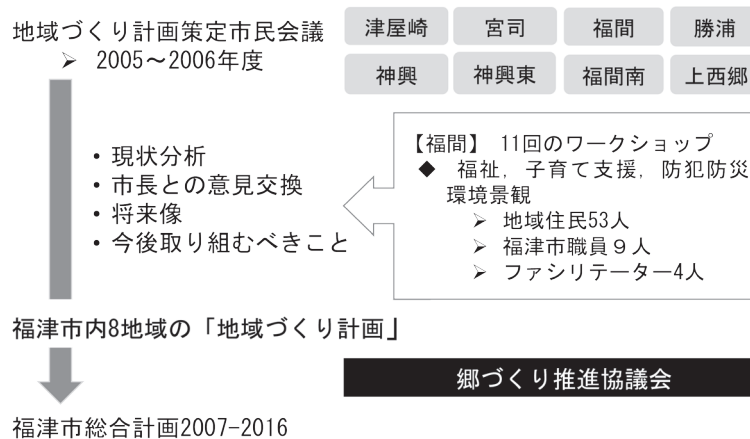 地域づくり計画策定市民会議
➢ 2005～2006年度
津屋崎 宮司 福間 勝浦
神興 神興東 福間南 上西郷
・現状分析
・市長との意見交換
・将来像
・今後取り組むべきこと
【福間】 11回のワークショップ
◆ 福祉，子育て支援，防犯防災
環境景観
➢ 地域住民53人
➢ 福津市職員９人
➢ ファシリテーター4人
福津市内8地域の「地域づくり計画」
郷づくり推進協議会
福津市総合計画2007-2016